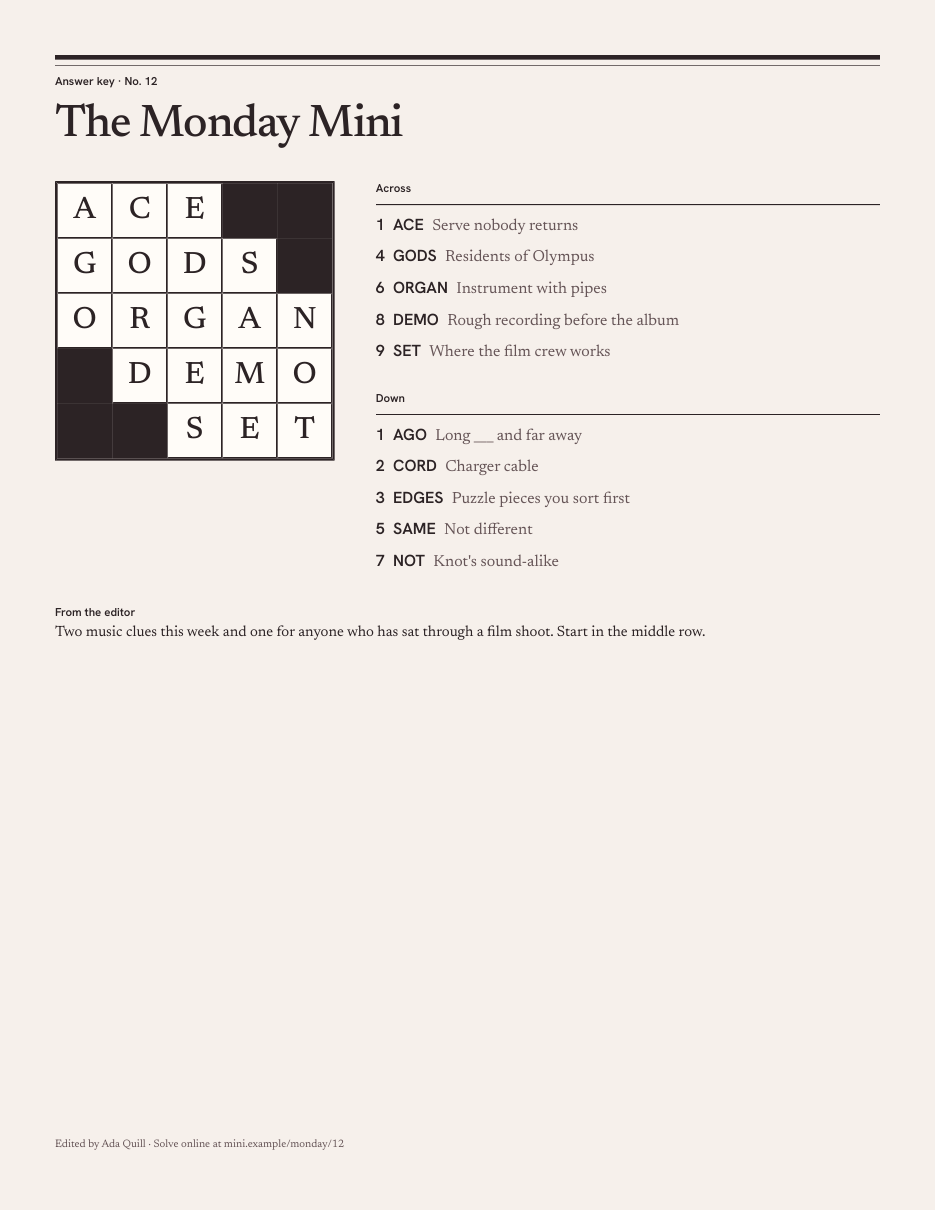 Answer key · No. 12
The Monday Mini
A C E
G O D S
O R G A N
D E M O
S E T
Across
1 ACE Serve nobody returns
4 GODS Residents of Olympus
6 ORGAN Instrument with pipes
8 DEMO Rough recording before the album
9 SET Where the film crew works
Down
1 AGO Long ___ and far away
2 CORD Charger cable
3 EDGES Puzzle pieces you sort first
5 SAME Not different
7 NOT Knot's sound-alike
From the editor
Two music clues this week and one for anyone who has sat through a film shoot. Start in the middle row.
Edited by Ada Quill · Solve online at mini.example/monday/12